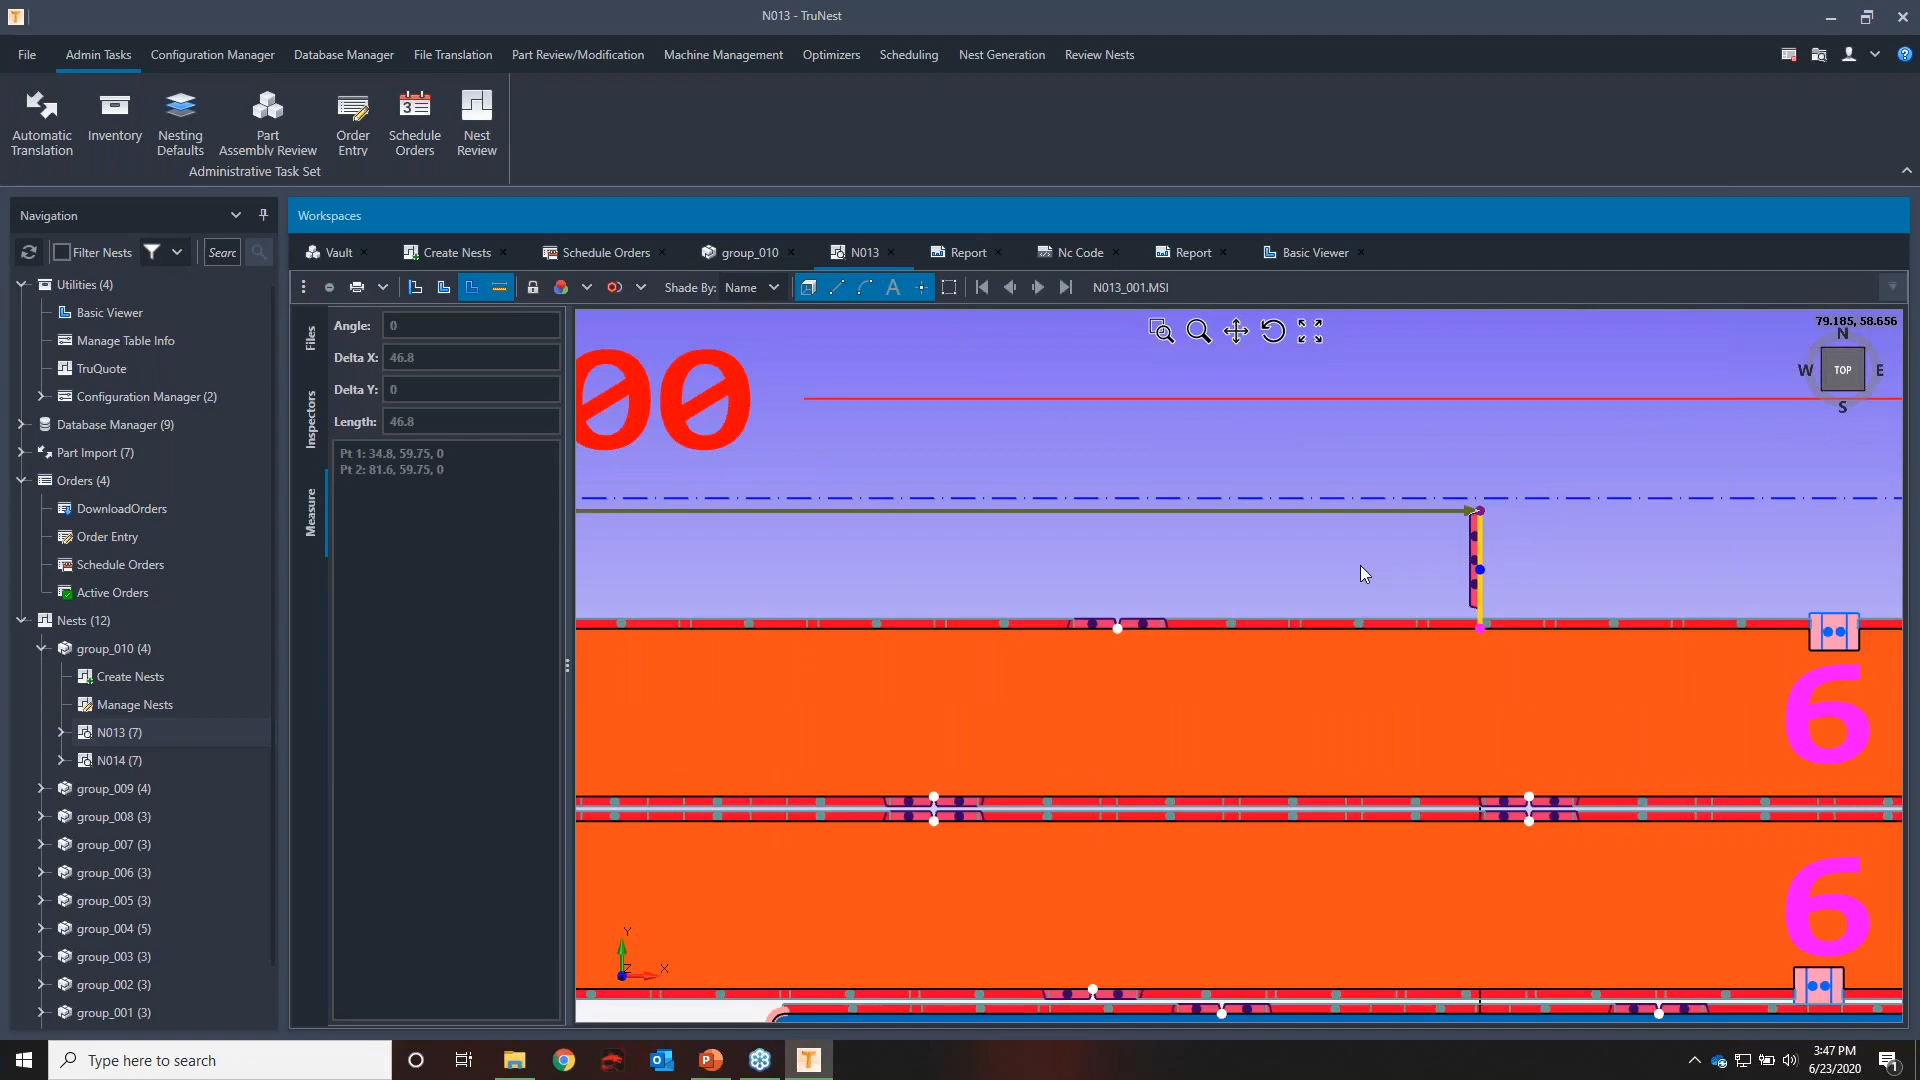 N013 - TruNest
File
Admin Tasks
Configuration Manager
Database Manager
File Translation
Part Review/Modification
Machine Management
Optimizers
Scheduling
Nest Generation
Review Nests
Automatic
Translation
Inventory
Nesting
Defaults
Part
Assembly Review
Order
Entry
3
Schedule
Orders
Nest
Review
Administrative Task Set
Navigation
Filter Nests
Searc
Utilities (4)
Basic Viewer
Manage Table Info
TruQuote
Configuration Manager (2)
Database Manager (9)
Part Import (7)
Orders (4)
DownloadOrders
Order Entry
Schedule Orders
Active Orders
Nests (12)
group_010 (4)
Create Nests
Manage Nests
N013 (7)
N014 (7)
group_009 (4)
group_008 (3)
group_007 (3)
group_006 (3)
group_005 (3)
group_004 (5)
group_003 (3)
group_002 (3)
group_001 (3)
Workspaces
Vault
Create Nests
Schedule Orders
group_010
N013
Report
Nc Code
Report
Basic Viewer
Shade By:
Name
N013_001.MSI
Files
Inspectors
Measure
Angle: 0
Delta X: 46.8
Delta Y: 0
Length: 46.8
Pt 1: 34.8, 59.75, 0
Pt 2: 81.6, 59.75, 0
79.185, 58.656
N
W
TOP
E
S
00
6
6
Y
Z
X
Type here to search
3:47 PM
6/23/2020
1